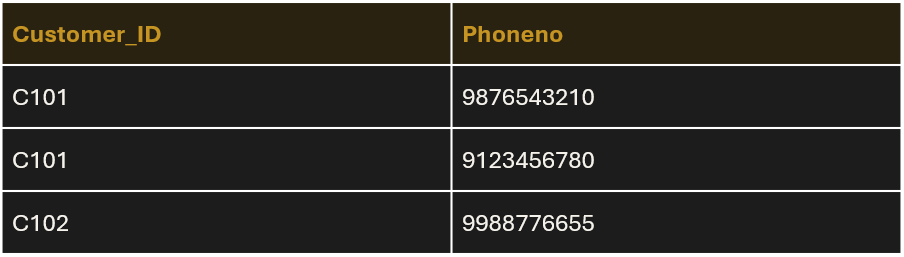 Customer_ID Phoneno
C101 9876543210
C101 9123456780
C102 9988776655